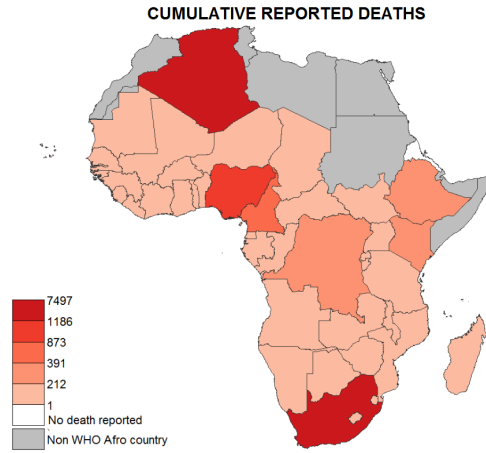 CUMULATIVE REPORTED DEATHS
7497
1186
873
391
212
1
No death reported
Non WHO Afro country